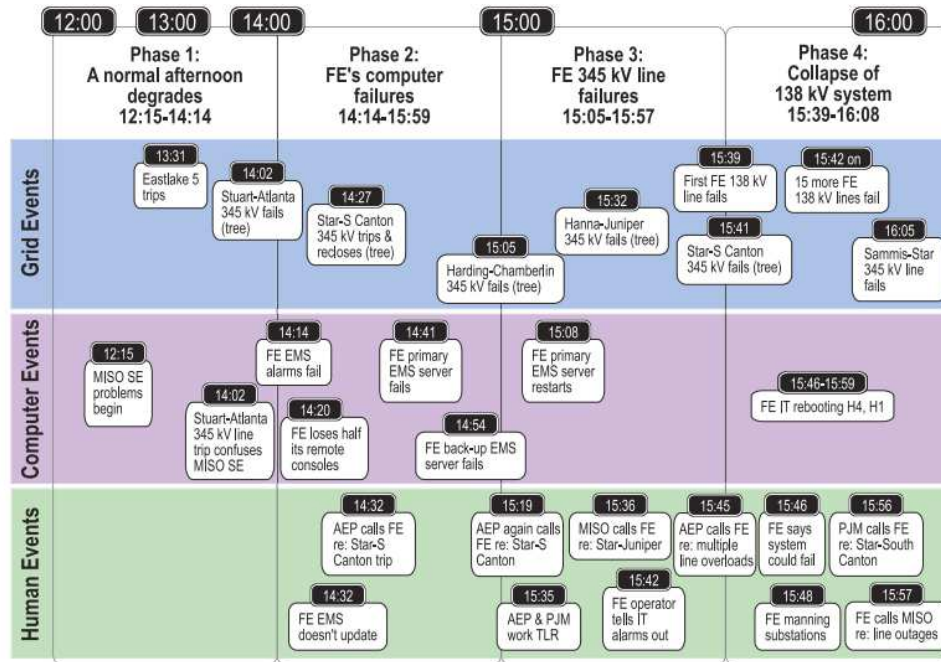 12:00
13:00
14:00
15:00
16:00
Phase 1:
A normal afternoon
degrades
12:15-14:14
Phase 2:
FE's computer
failures
14:14-15:59
Phase 3:
FE 345 kV line
failures
15:05-15:57
Phase 4:
Collapse of
138 kV system
15:39-16:08
Grid Events
13:31
Eastlake 5
trips
14:02
Stuart-Atlanta
345 kV fails
(tree)
14:27
Star-S Canton
345 kV trips &
recloses (tree)
15:05
Harding-Chamberlin
345 kV fails (tree)
15:32
Hanna-Juniper
345 kV fails (tree)
15:39
First FE 138 kV
line fails
15:41
Star-S Canton
345 kV fails (tree)
15:42 on
15 more FE
138 kV lines fail
16:05
Sammis-Star
345 kV line
fails
Computer Events
12:15
MISO SE
problems
begin
14:02
Stuart-Atlanta
345 kV line
trip confuses
MISO SE
14:14
FE EMS
alarms fail
14:20
FE loses half
its remote
consoles
14:41
FE primary
EMS server
fails
14:54
FE back-up EMS
server fails
15:08
FE primary
EMS server
restarts
15:46-15:59
FE IT rebooting H4, H1
Human Events
14:32
AEP calls FE
re: Star-S
Canton trip
14:32
FE EMS
doesn't update
15:19
AEP again calls
FE re: Star-S
Canton
15:35
AEP & PJM
work TLR
15:36
MISO calls FE
re: Star-Juniper
15:42
FE operator
tells IT
alarms out
15:45
AEP calls FE
re: multiple
line overloads
15:46
FE says
system
could fail
15:48
FE manning
substations
15:56
PJM calls FE
re: Star-South
Canton
15:57
FE calls MISO
re: line outages